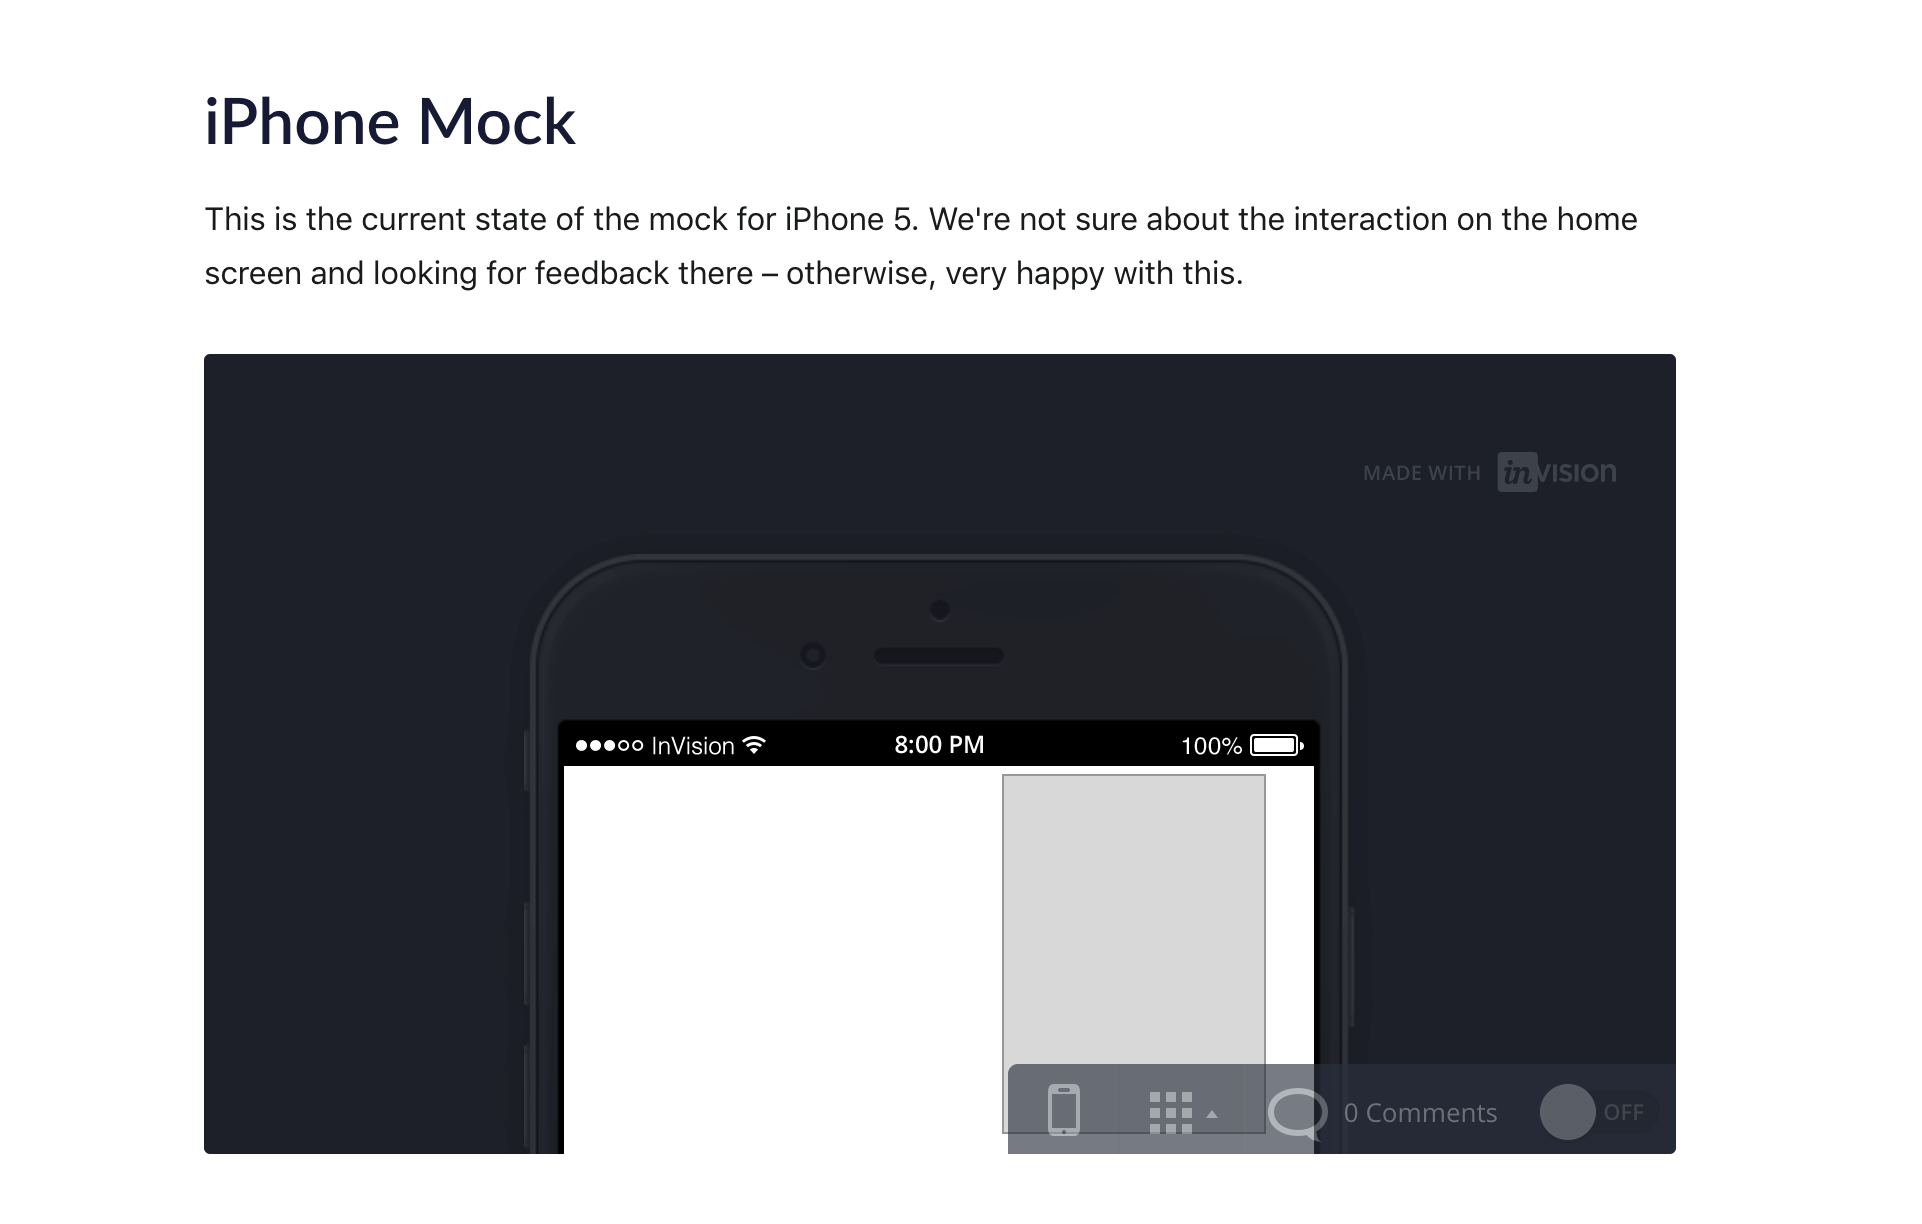 iPhone Mock
This is the current state of the mock for iPhone 5. We're not sure about the interaction on the home
screen and looking for feedback there – otherwise, very happy with this.
MADE WITH inVISION
InVision 8:00 PM 100%
0 Comments OFF